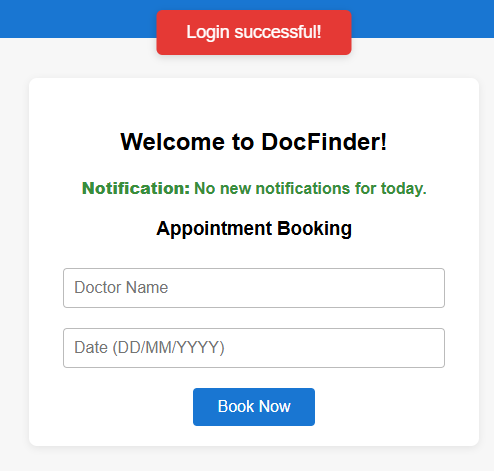 Login successful!
Welcome to DocFinder!
Notification: No new notifications for today.
Appointment Booking
Doctor Name
Date (DD/MM/YYYY)
Book Now